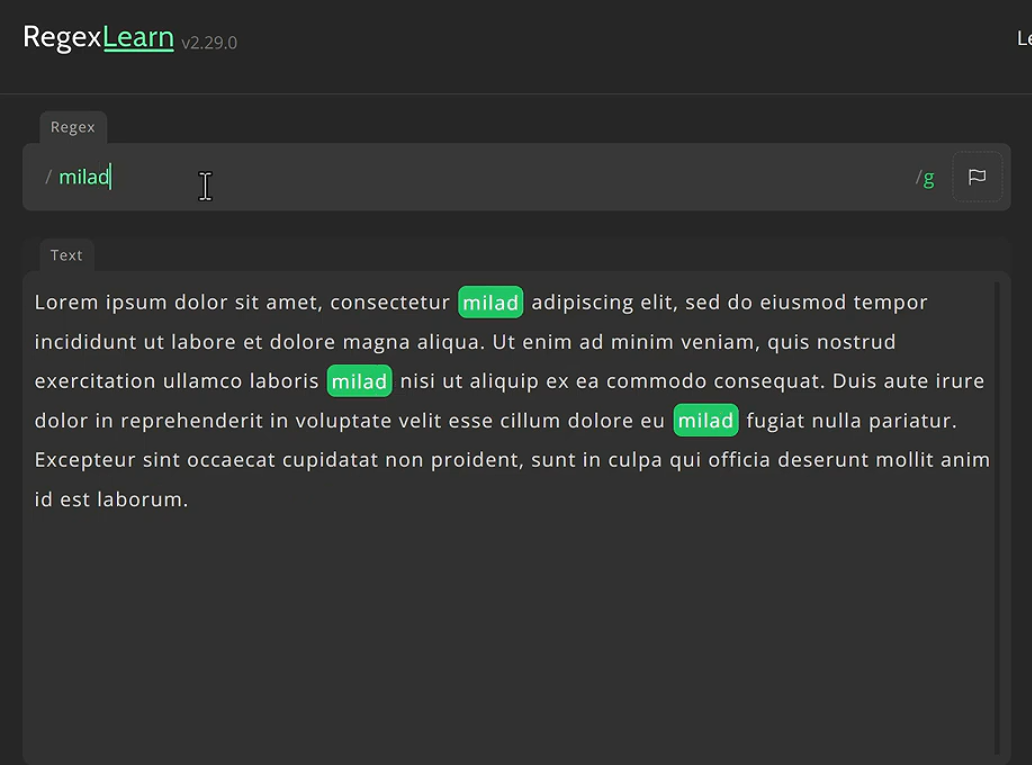 RegexLearn v2.29.0
Le
Regex
/ milad /g
Text
Lorem ipsum dolor sit amet, consectetur milad adipiscing elit, sed do eiusmod tempor
incididunt ut labore et dolore magna aliqua. Ut enim ad minim veniam, quis nostrud
exercitation ullamco laboris milad nisi ut aliquip ex ea commodo consequat. Duis aute irure
dolor in reprehenderit in voluptate velit esse cillum dolore eu milad fugiat nulla pariatur.
Excepteur sint occaecat cupidatat non proident, sunt in culpa qui officia deserunt mollit anim
id est laborum.